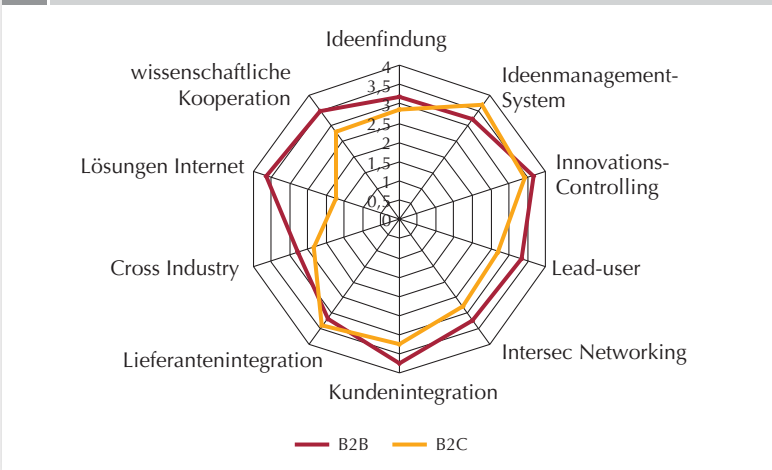 Ideenfindung
wissenschaftliche
Kooperation
Ideenmanagement-
System
4
3,5
3
2,5
2
1,5
1
0,5
0
Lösungen Internet
Innovations-
Controlling
Cross Industry
Lead-user
Lieferantenintegration
Intersec Networking
Kundenintegration
B2B
B2C